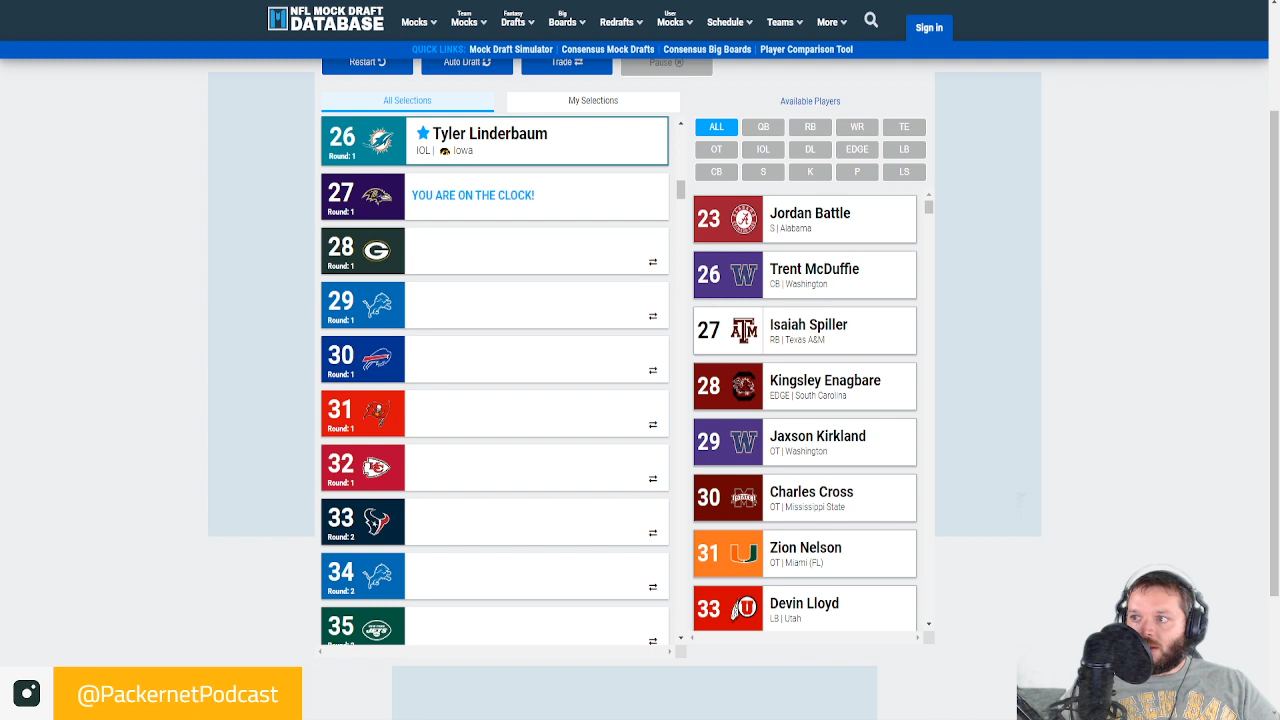 NFL MOCK DRAFT
DATABASE
Mocks
Team
Mocks
Fantasy
Drafts
Big
Boards
Redrafts
User
Mocks
Schedule
Teams
More
Sign in
QUICK LINKS: Mock Draft Simulator Consensus Mock Drafts Consensus Big Boards Player Comparison Tool
Restart
Auto Draft
Trade
Pause
All Selections
My Selections
26
Round: 1
Tyler Linderbaum
IOL | Iowa
27
Round: 1
YOU ARE ON THE CLOCK!
28
Round: 1
29
Round: 1
30
Round: 1
31
Round: 1
32
Round: 1
33
Round: 2
34
Round: 2
35
JETS
Available Players
ALL QB RB WR TE
OT IOL DL EDGE LB
CB S K P LS
23
Jordan Battle
S | Alabama
26
Trent McDuffie
CB | Washington
27
Isaiah Spiller
RB | Texas A&M
28
Kingsley Enagbare
EDGE | South Carolina
29
Jaxson Kirkland
OT | Washington
30
Charles Cross
OT | Mississippi State
31
Zion Nelson
OT | Miami (FL)
33
Devin Lloyd
LB | Utah
@PackernetPodcast